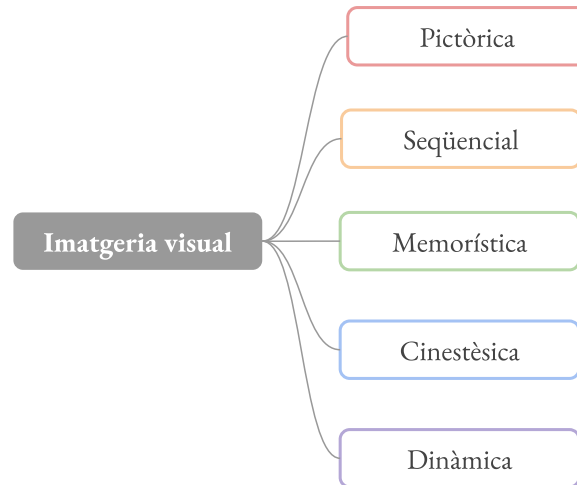 Imatgeria visual
Pictòrica
Seqüencial
Memorística
Cinestèsica
Dinàmica